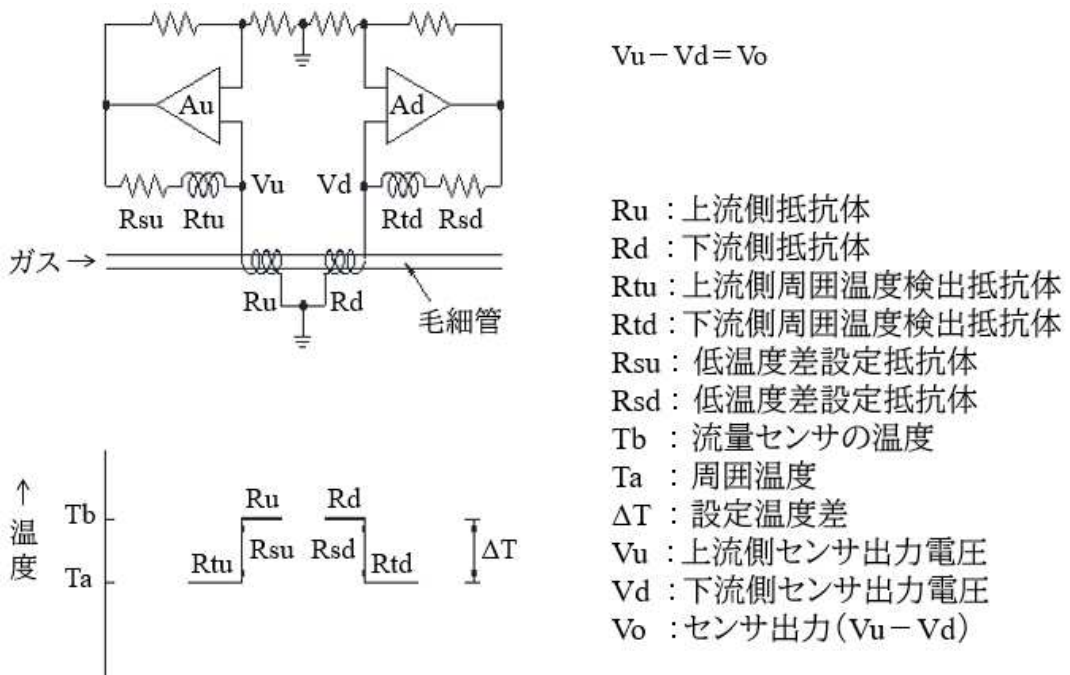 Vu－Vd＝Vo
Au
Ad
Vu
Vd
Rsu
Rtu
Rtd
Rsd
ガス→
Ru
Rd
毛細管
Ru：上流側抵抗体
Rd：下流側抵抗体
Rtu：上流側周囲温度検出抵抗体
Rtd：下流側周囲温度検出抵抗体
Rsu：低温度差設定抵抗体
Rsd：低温度差設定抵抗体
Tb：流量センサの温度
Ta：周囲温度
ΔT：設定温度差
Vu：上流側センサ出力電圧
Vd：下流側センサ出力電圧
Vo：センサ出力（Vu－Vd）
↑
温度
Tb
Ta
Ru
Rd
Rtu
Rsu
Rsd
Rtd
ΔT